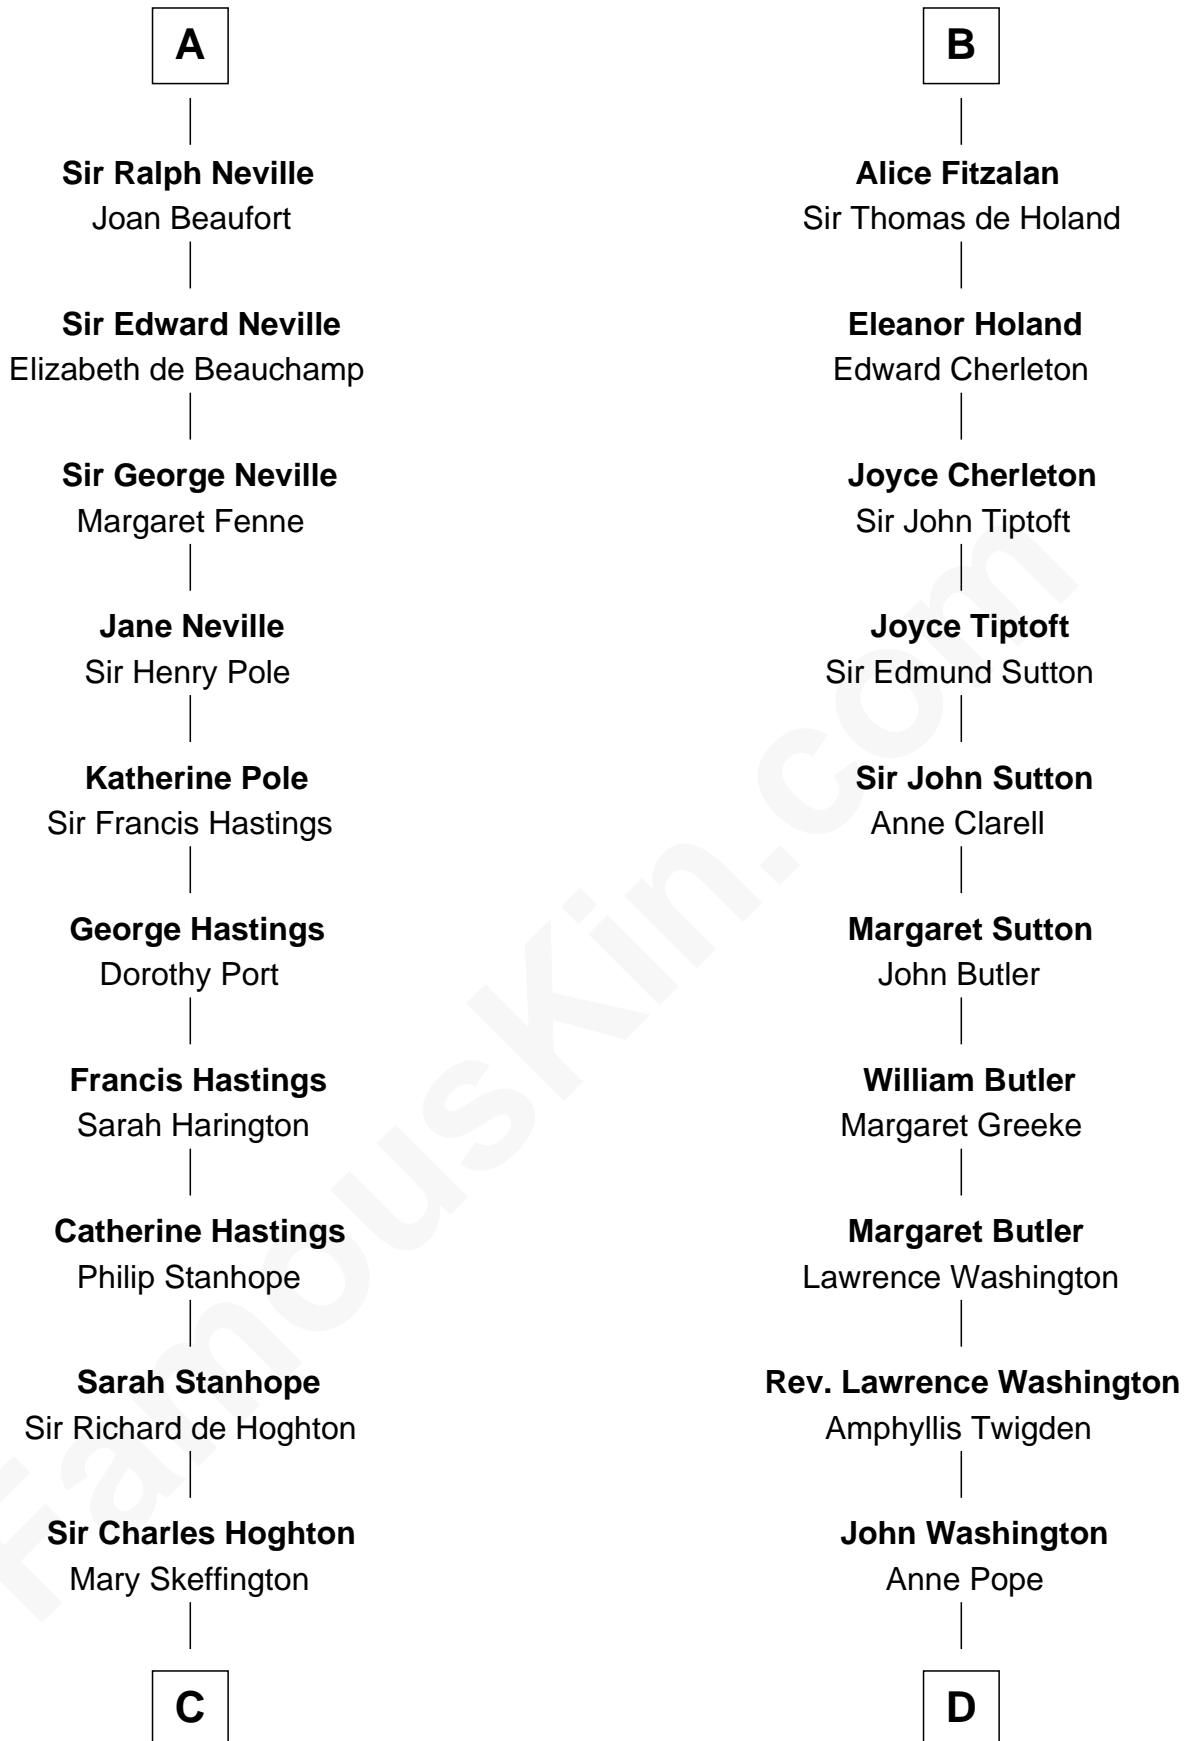 A
Sir Ralph Neville
Joan Beaufort
Sir Edward Neville
Elizabeth de Beauchamp
Sir George Neville
Margaret Fenne
Jane Neville
Sir Henry Pole
Katherine Pole
Sir Francis Hastings
George Hastings
Dorothy Port
Francis Hastings
Sarah Harington
Catherine Hastings
Philip Stanhope
Sarah Stanhope
Sir Richard de Hoghton
Sir Charles Hoghton
Mary Skeffington
C
B
Alice Fitzalan
Sir Thomas de Holand
Eleanor Holand
Edward Cherleton
Joyce Cherleton
Sir John Tiptoft
Joyce Tiptoft
Sir Edmund Sutton
Sir John Sutton
Anne Clarell
Margaret Sutton
John Butler
William Butler
Margaret Greeke
Margaret Butler
Lawrence Washington
Rev. Lawrence Washington
Amphyllis Twigden
John Washington
Anne Pope
D
FamousKin.com